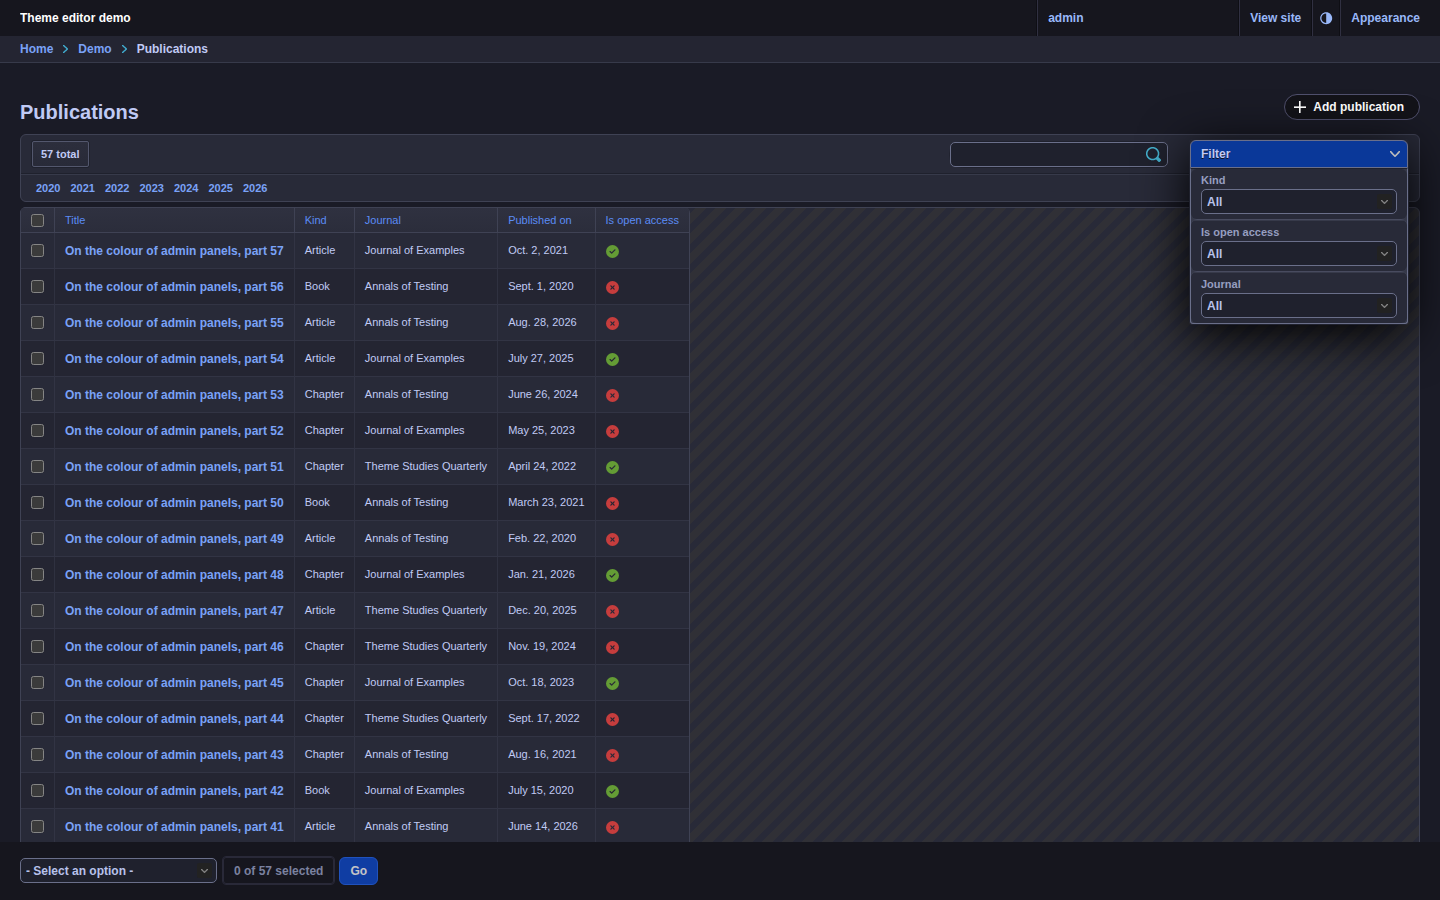 Theme editor demo
admin
View site
Appearance
Home
Demo
Publications
Publications
Add publication
57 total
Filter
2020 2021 2022 2023 2024 2025 2026
Kind
All
Is open access
All
Journal
All
Title Kind Journal Published on Is open access
On the colour of admin panels, part 57 Article Journal of Examples Oct. 2, 2021
On the colour of admin panels, part 56 Book Annals of Testing Sept. 1, 2020
On the colour of admin panels, part 55 Article Annals of Testing Aug. 28, 2026
On the colour of admin panels, part 54 Article Journal of Examples July 27, 2025
On the colour of admin panels, part 53 Chapter Annals of Testing June 26, 2024
On the colour of admin panels, part 52 Chapter Journal of Examples May 25, 2023
On the colour of admin panels, part 51 Chapter Theme Studies Quarterly April 24, 2022
On the colour of admin panels, part 50 Book Annals of Testing March 23, 2021
On the colour of admin panels, part 49 Article Annals of Testing Feb. 22, 2020
On the colour of admin panels, part 48 Chapter Journal of Examples Jan. 21, 2026
On the colour of admin panels, part 47 Article Theme Studies Quarterly Dec. 20, 2025
On the colour of admin panels, part 46 Chapter Theme Studies Quarterly Nov. 19, 2024
On the colour of admin panels, part 45 Chapter Journal of Examples Oct. 18, 2023
On the colour of admin panels, part 44 Chapter Theme Studies Quarterly Sept. 17, 2022
On the colour of admin panels, part 43 Chapter Annals of Testing Aug. 16, 2021
On the colour of admin panels, part 42 Book Journal of Examples July 15, 2020
On the colour of admin panels, part 41 Article Annals of Testing June 14, 2026
- Select an option -
0 of 57 selected
Go